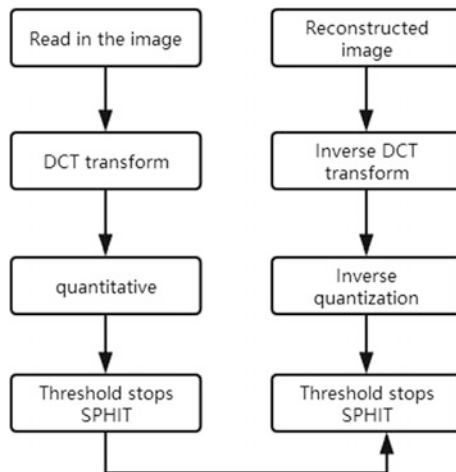 Read in the image
DCT transform
quantitative
Threshold stops
SPHIT
Reconstructed
image
Inverse DCT
transform
Inverse
quantization
Threshold stops
SPHIT